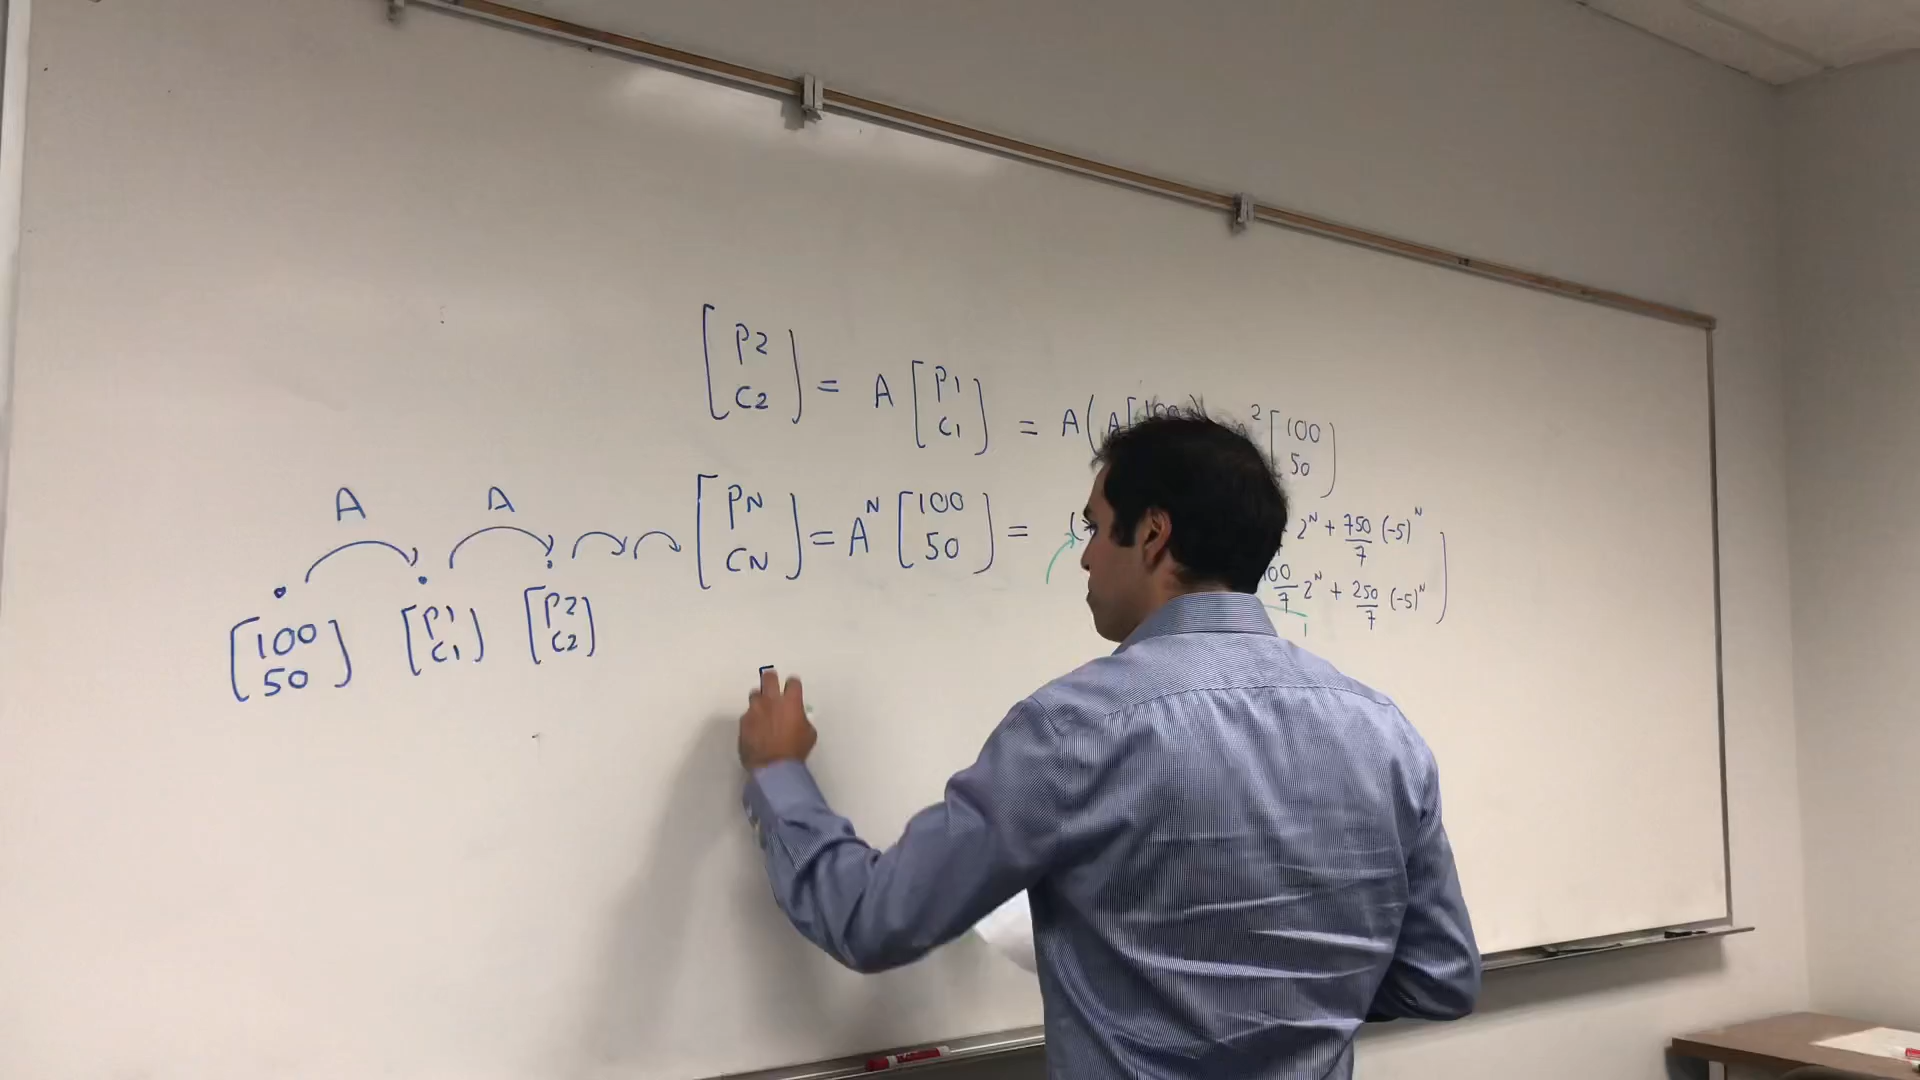 [P2 C2] = A [P1 C1] = A(A[100 2 [100 50]
A A [PN CN] = A^N [100 50] = ( 2^N + 750/7 (-5)^N
00/7 2^N + 250/7 (-5)^N
[100 50] [P1 C1] [P2 C2]